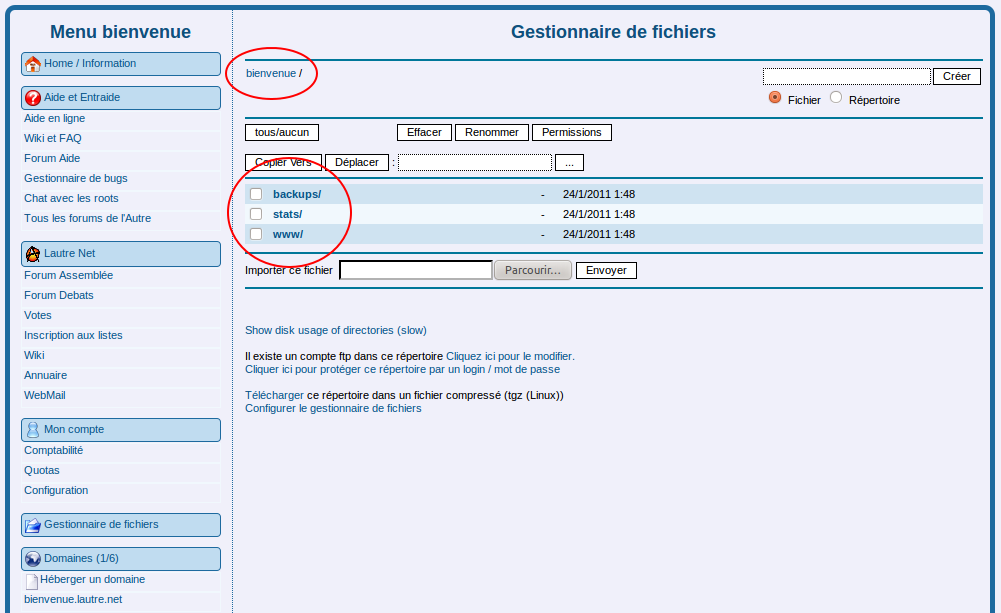 Menu bienvenue
Home / Information
Aide et Entraide
Aide en ligne
Wiki et FAQ
Forum Aide
Gestionnaire de bugs
Chat avec les roots
Tous les forums de l'Autre
Lautre Net
Forum Assemblée
Forum Debats
Votes
Inscription aux listes
Wiki
Annuaire
WebMail
Mon compte
Comptabilité
Quotas
Configuration
Gestionnaire de fichiers
Domaines (1/6)
Héberger un domaine
bienvenue.lautre.net
Gestionnaire de fichiers
bienvenue /
Créer
Fichier Répertoire
tous/aucun Effacer Renommer Permissions
Copier vers Déplacer : ...
backups/ - 24/1/2011 1:48
stats/ - 24/1/2011 1:48
www/ - 24/1/2011 1:48
Importer ce fichier Parcourir... Envoyer
Show disk usage of directories (slow)
Il existe un compte ftp dans ce répertoire Cliquez ici pour le modifier.
Cliquer ici pour protéger ce répertoire par un login / mot de passe
Télécharger ce répertoire dans un fichier compressé (tgz (Linux))
Configurer le gestionnaire de fichiers